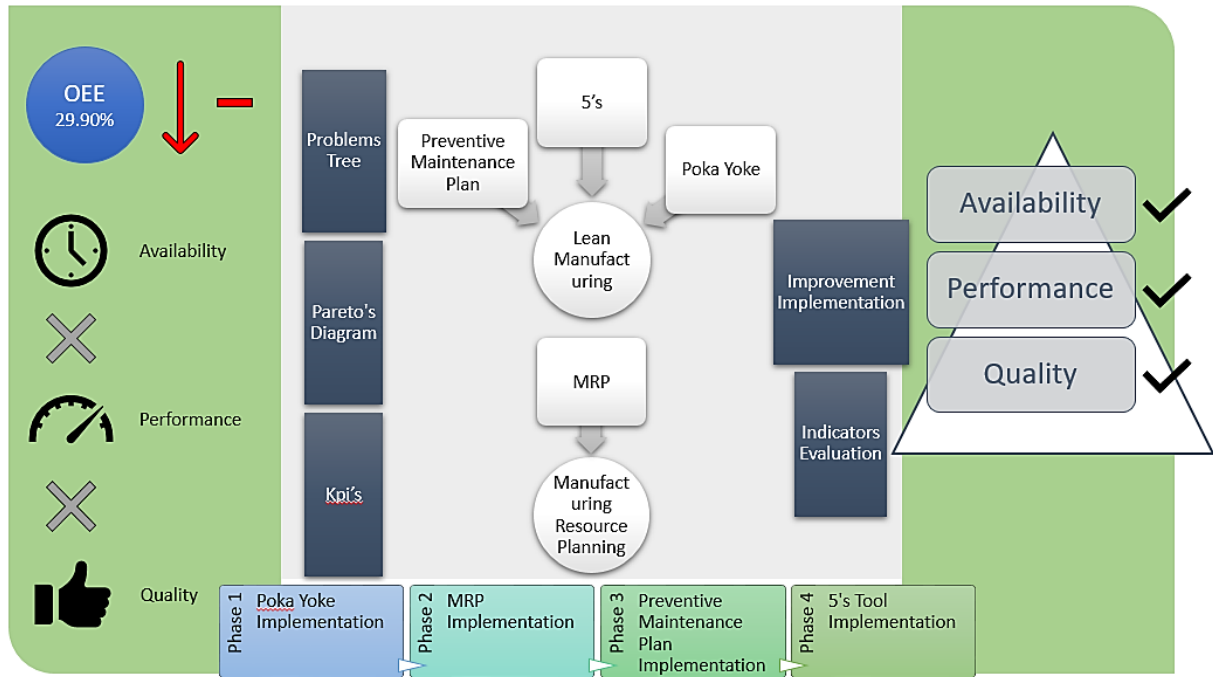 OEE
29.90%
Availability
Performance
Quality
Problems
Tree
Pareto's
Diagram
Kpi´s
Preventive
Maintenance
Plan
5´s
Poka Yoke
Lean
Manufact
uring
MRP
Manufact
uring
Resource
Planning
Improvement
Implementation
Indicators
Evaluation
Availability
Performance
Quality
Phase 1
Poka Yoke
Implementation
Phase 2
MRP
Implementation
Phase 3
Preventive
Maintenance
Plan
Implementation
Phase 4
5's Tool
Implementation